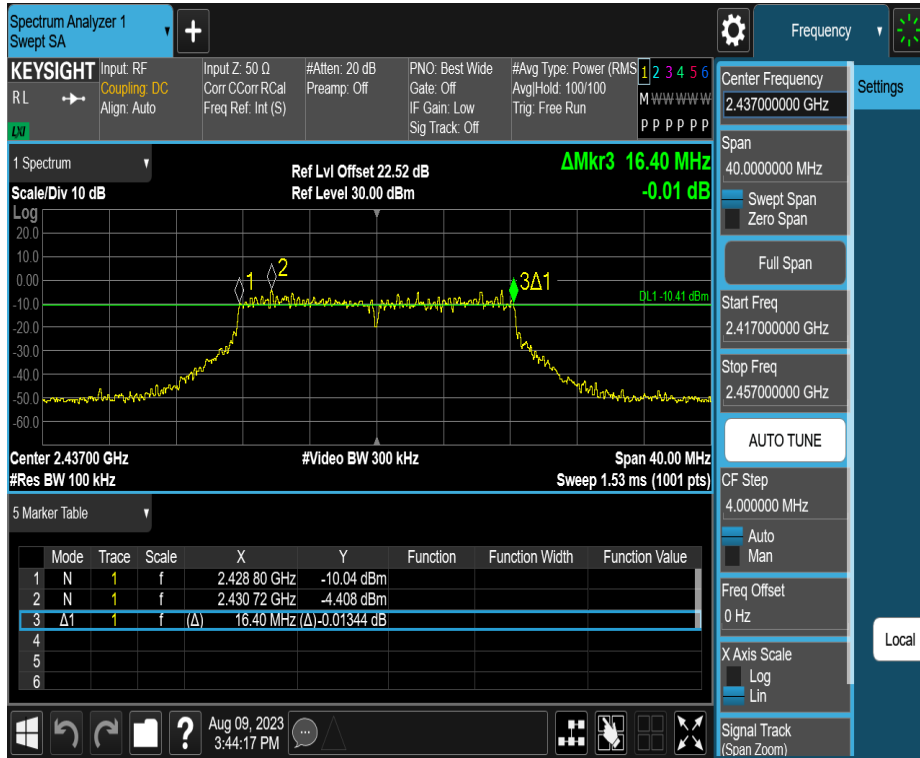 Spectrum Analyzer 1
Swept SA
+
Frequency
KEYSIGHT
R L
LXI
Input: RF
Coupling: DC
Align: Auto
Input Z: 50 Ω
Corr CCorr RCal
Freq Ref: Int (S)
#Atten: 20 dB
Preamp: Off
PNO: Best Wide
Gate: Off
IF Gain: Low
Sig Track: Off
#Avg Type: Power (RMS
Avg|Hold: 100/100
Trig: Free Run
1 2 3 4 5 6
M W W W W W
P P P P P P
1 Spectrum
Scale/Div 10 dB
Ref Lvl Offset 22.52 dB
Ref Level 30.00 dBm
ΔMkr3 16.40 MHz
-0.01 dB
Log
20.0
10.0
0.00
-10.0
-20.0
-30.0
-40.0
-50.0
-60.0
1
2
3Δ1
DL1 -10.41 dBm
Center 2.43700 GHz
#Video BW 300 kHz
Span 40.00 MHz
#Res BW 100 kHz
Sweep 1.53 ms (1001 pts)
5 Marker Table
Mode Trace Scale X Y Function Function Width Function Value
1 N 1 f 2.428 80 GHz -10.04 dBm
2 N 1 f 2.430 72 GHz -4.408 dBm
3 Δ1 1 f (Δ) 16.40 MHz (Δ) -0.01344 dB
4
5
6
?
Aug 09, 2023
3:44:17 PM
Center Frequency
2.437000000 GHz
Span
40.0000000 MHz
Swept Span
Zero Span
Full Span
Start Freq
2.417000000 GHz
Stop Freq
2.457000000 GHz
AUTO TUNE
CF Step
4.000000 MHz
Auto
Man
Freq Offset
0 Hz
X Axis Scale
Log
Lin
Signal Track
(Span Zoom)
Settings
Local